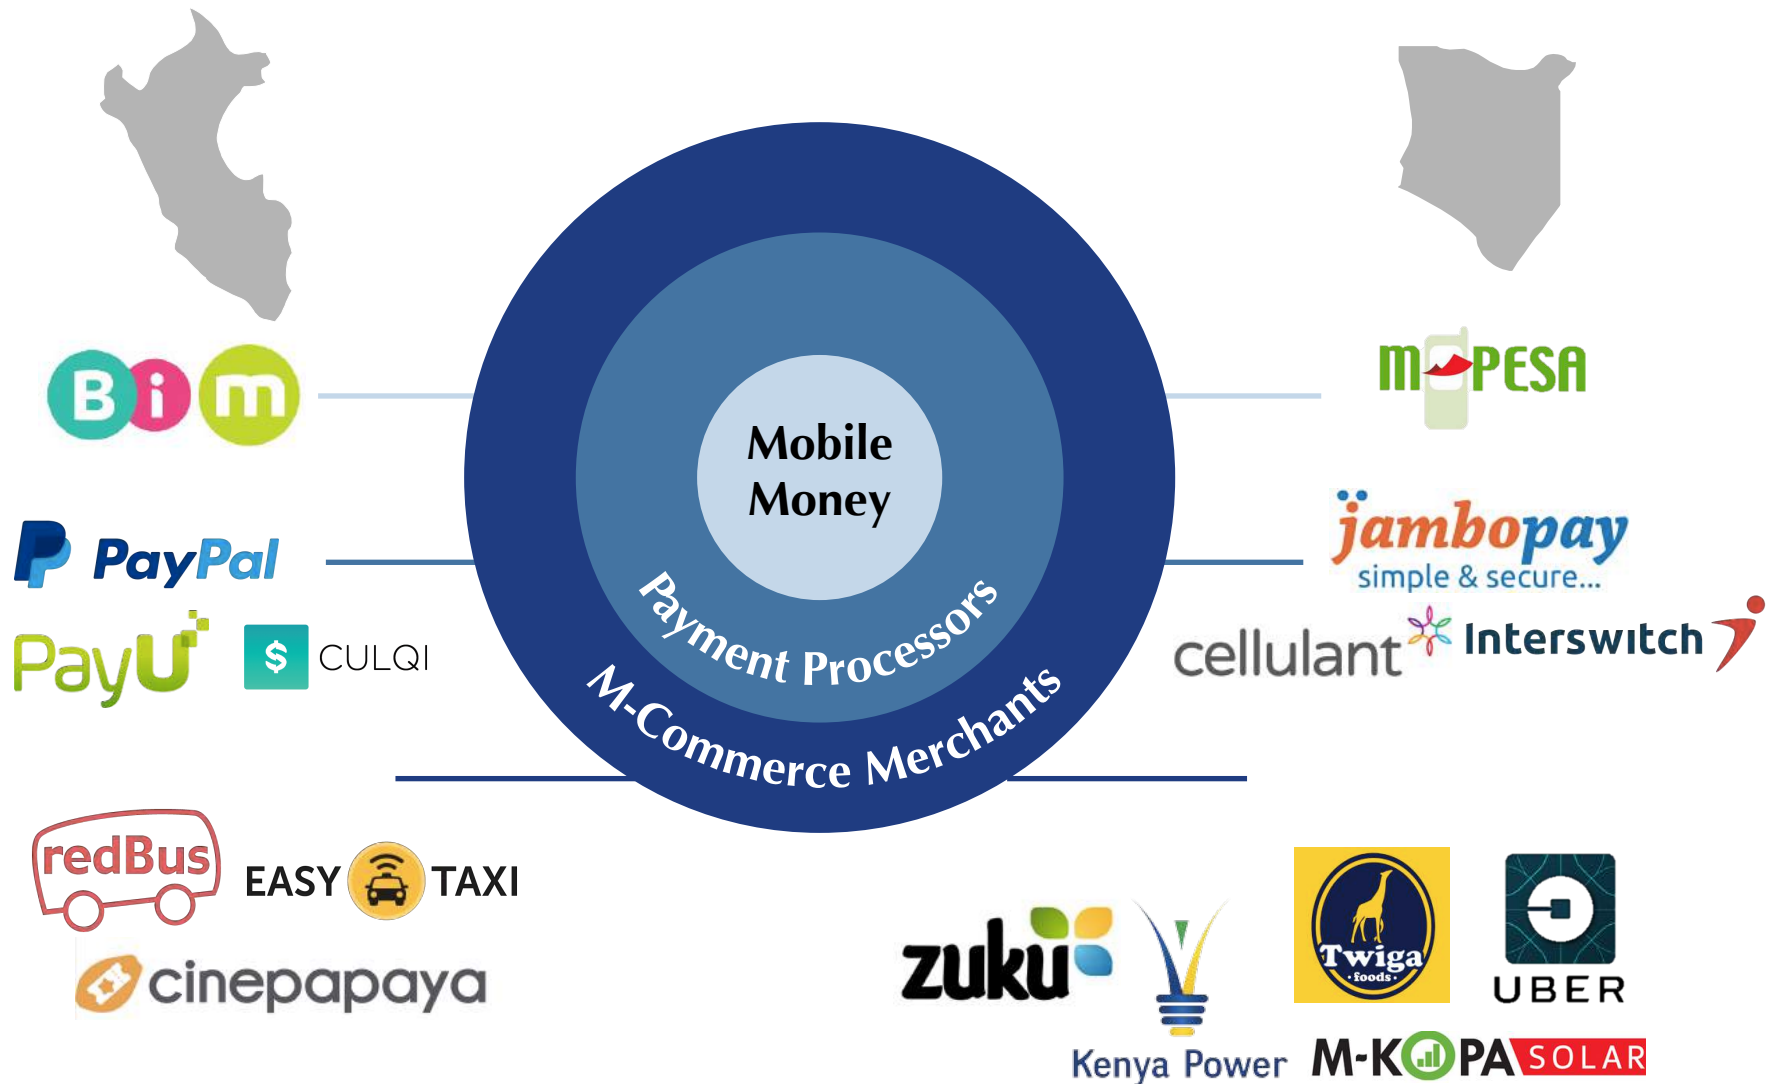 Bim
M-PESA
Mobile
Money
PayPal
jambopay
simple & secure...
PayU
$ CULQI
cellulant
Interswitch
Payment Processors
M-Commerce Merchants
redBus
EASY TAXI
cinepapaya
zuku
Kenya Power
Twiga
·foods·
UBER
M-KOPA SOLAR